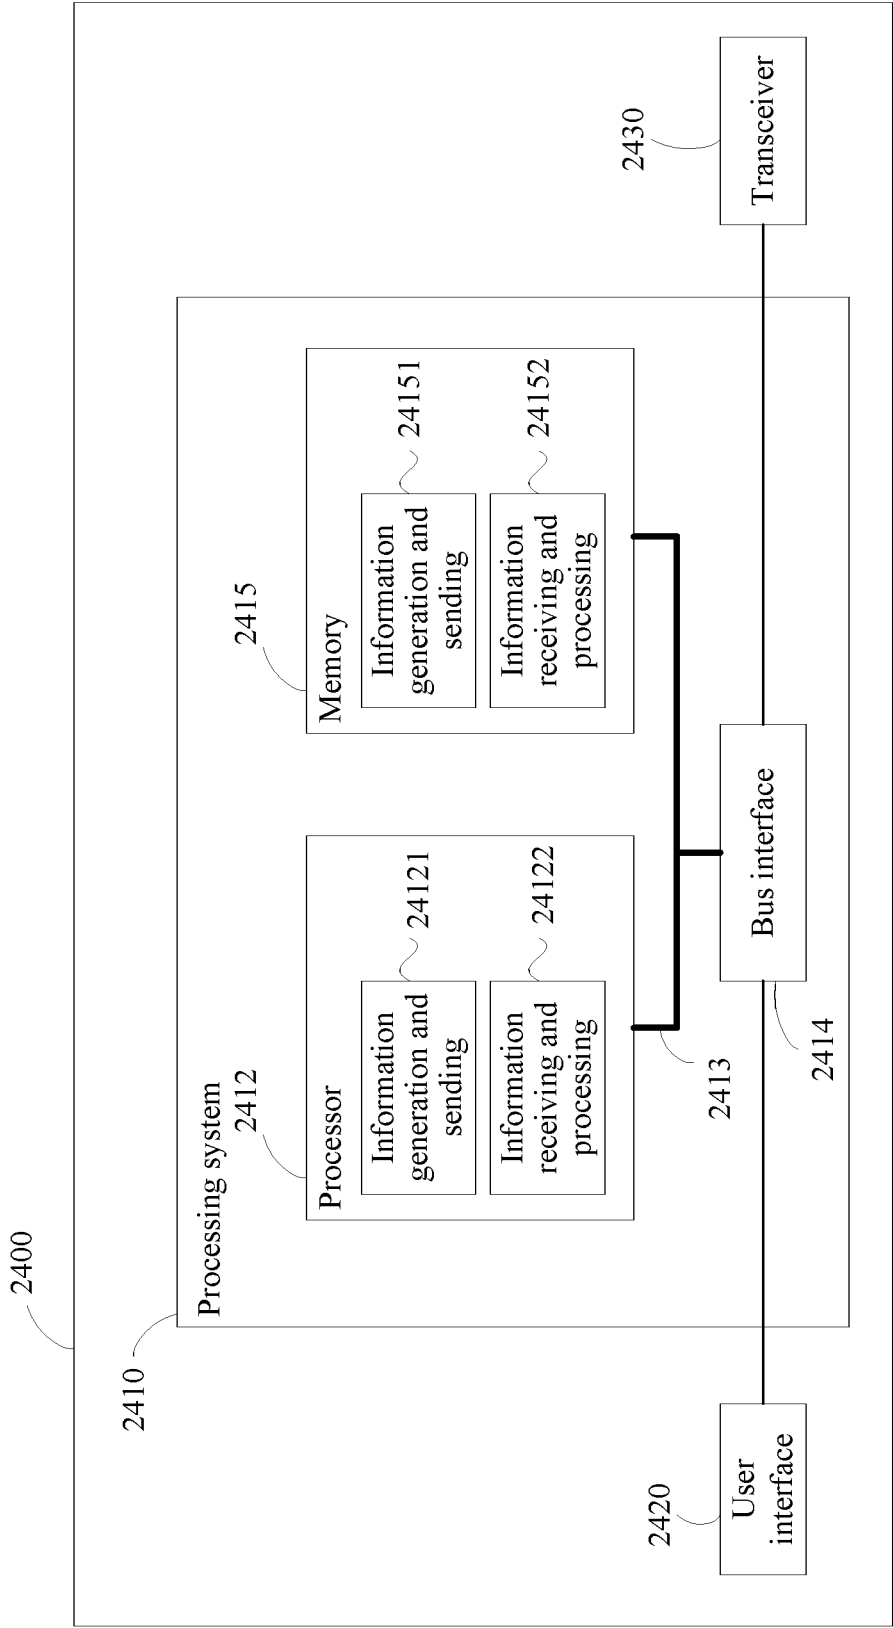 2400
2410
Processing system
2412
Processor
Information
generation and
sending
24121
Information
receiving and
processing
24122
2415
Memory
Information
generation and
sending
24151
Information
receiving and
processing
24152
2413
2420
User
interface
Bus interface
2414
2430
Transceiver